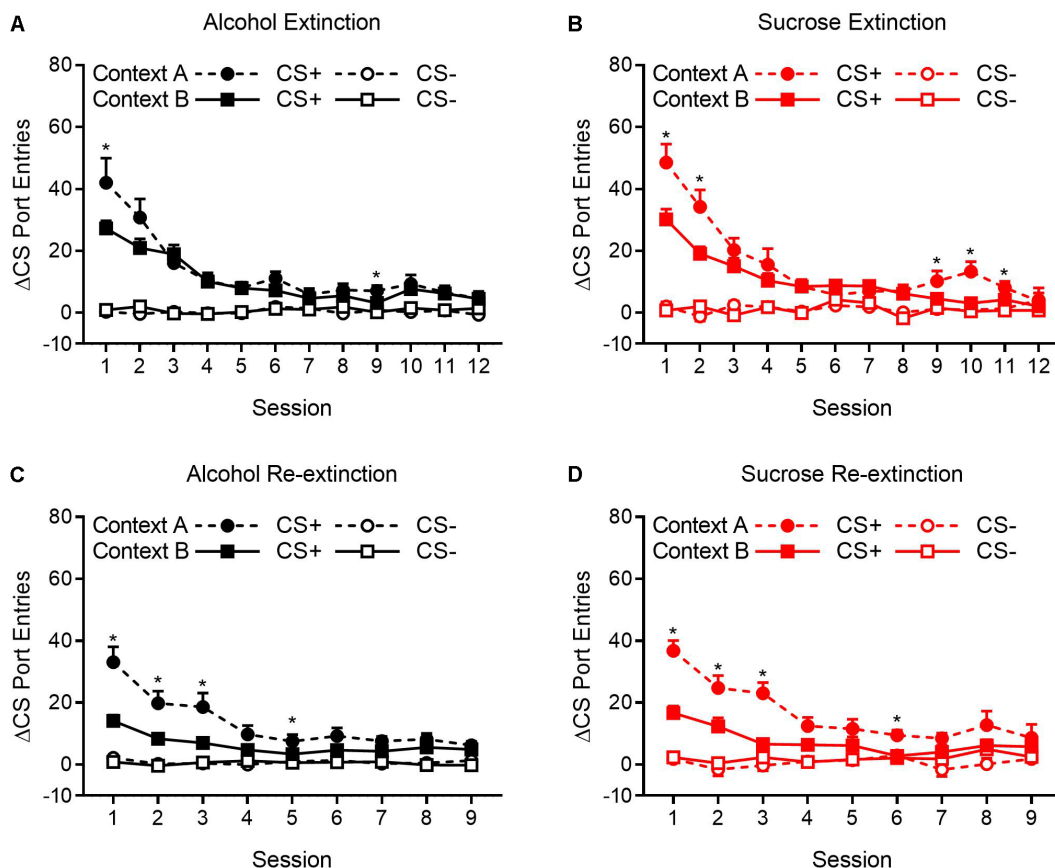 A Alcohol Extinction
Context A CS+ CS-
Context B CS+ CS-
ΔCS Port Entries
80
60
40
20
0
-10
*
*
1 2 3 4 5 6 7 8 9 10 11 12
Session
B Sucrose Extinction
Context A CS+ CS-
Context B CS+ CS-
ΔCS Port Entries
80
60
40
20
0
-10
*
*
* * *
1 2 3 4 5 6 7 8 9 10 11 12
Session
C Alcohol Re-extinction
Context A CS+ CS-
Context B CS+ CS-
ΔCS Port Entries
80
60
40
20
0
-10
*
* *
*
1 2 3 4 5 6 7 8 9
Session
D Sucrose Re-extinction
Context A CS+ CS-
Context B CS+ CS-
ΔCS Port Entries
80
60
40
20
0
-10
*
* *
*
1 2 3 4 5 6 7 8 9
Session